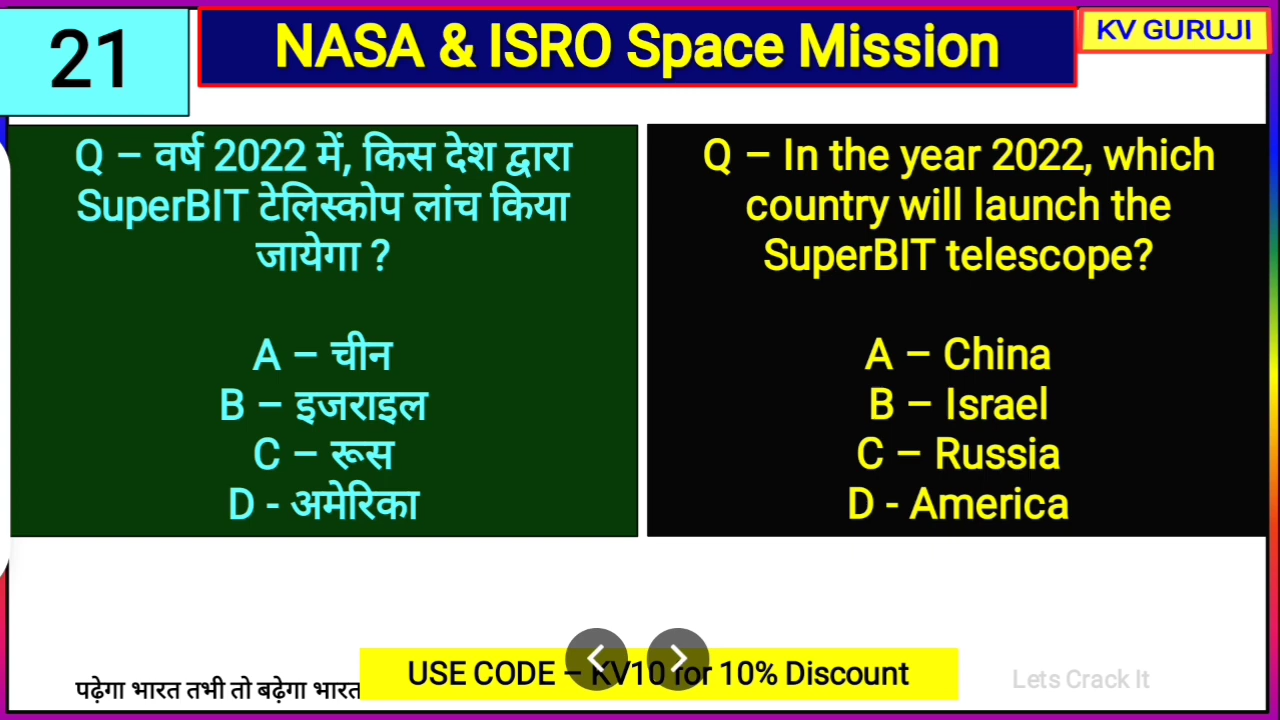 21
NASA & ISRO Space Mission
KV GURUJI
Q – वर्ष 2022 में, किस देश द्वारा
SuperBIT टेलिस्कोप लांच किया
जायेगा ?
A – चीन
B – इजराइल
C – रूस
D - अमेरिका
Q – In the year 2022, which
country will launch the
SuperBIT telescope?
A – China
B – Israel
C – Russia
D - America
USE CODE – KV10 for 10% Discount
पढ़ेगा भारत तभी तो बढ़ेगा भारत
Lets Crack It